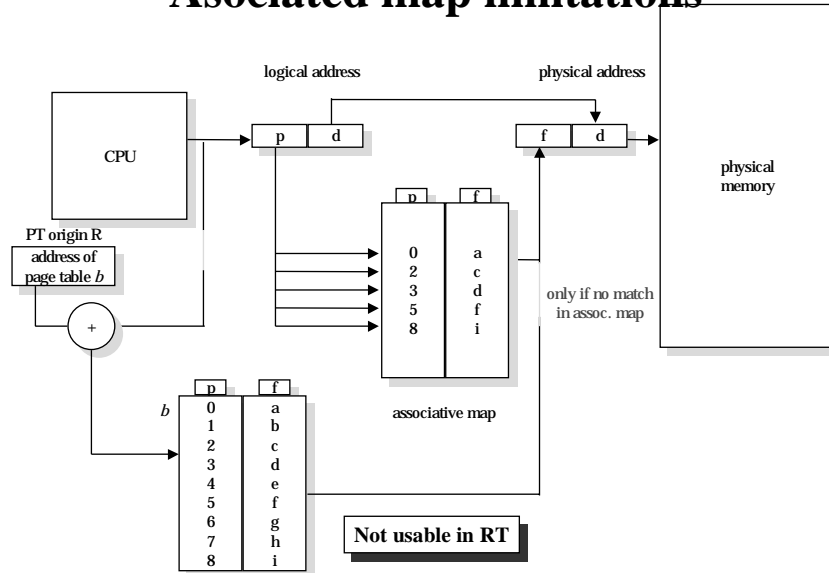 Asociated map limitations
logical address
physical address
CPU
p d
f d
physical
memory
PT origin R
address of
page table b
+
p f
0 a
2 c
3 d
5 f
8 i
only if no match
in assoc. map
associative map
b
p f
0 a
1 b
2 c
3 d
4 e
5 f
6 g
7 h
8 i
Not usable in RT